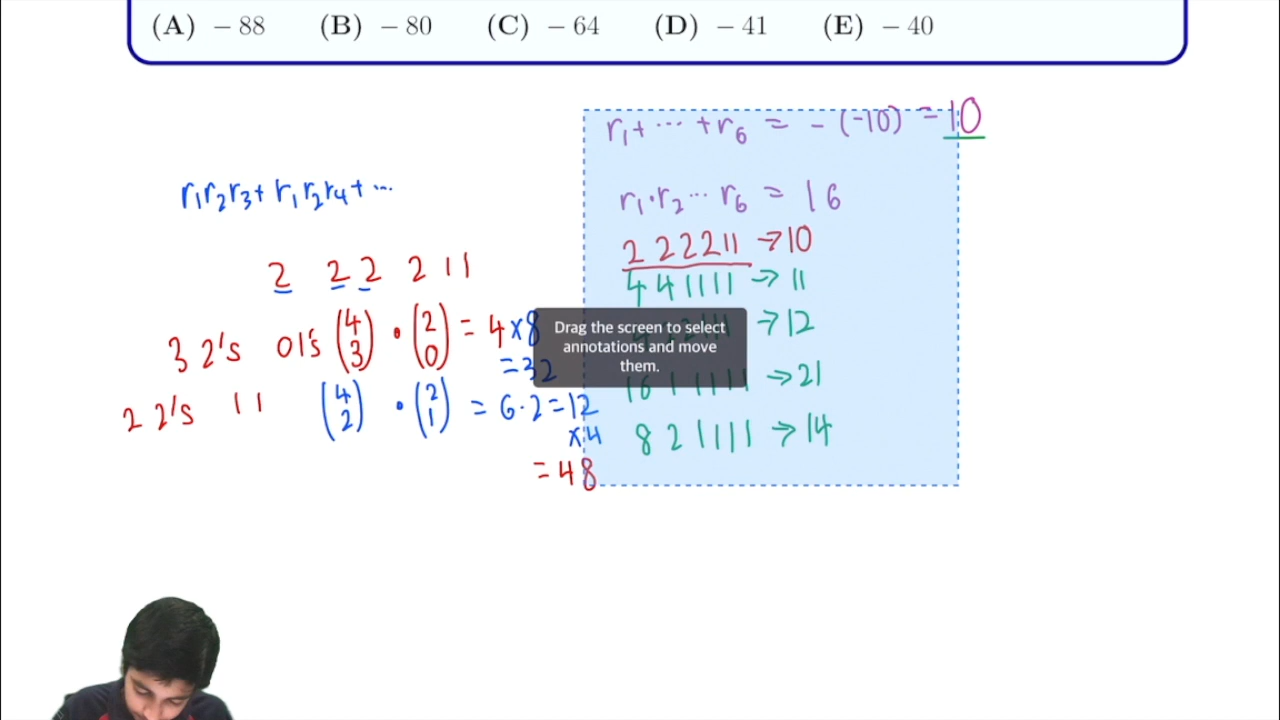 (A) − 88 (B) − 80 (C) − 64 (D) − 41 (E) − 40
r₁ + ... + r₆ = − (−10) = 10
r₁r₂r₃ + r₁r₂r₄ + ...
r₁·r₂ ... r₆ = 16
2 2 2 2 1 1 → 10
2 2 2 2 1 1
4 4 1 1 1 1 → 11
3 2's 0 1's (4 3) · (2 0) = 4 × 8
= 32
→ 12
Drag the screen to select
annotations and move
them.
16 1 1 1 1 1 → 21
2 2's 1 1 (4 2) · (2 1) = 6·2 = 12
×4
= 48
8 2 1 1 1 1 → 14